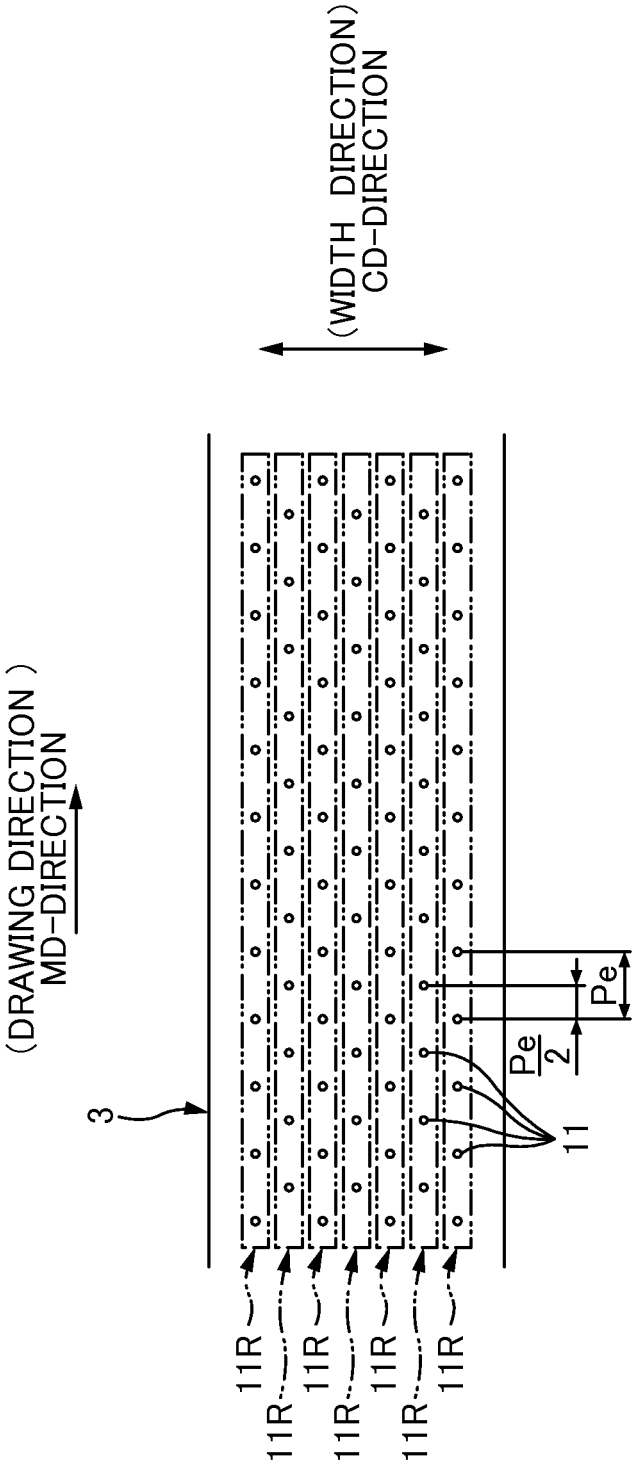 (DRAWING DIRECTION )
MD-DIRECTION
(WIDTH DIRECTION)
CD-DIRECTION
3
11R
11R
11R
11R
11R
11R
11R
11
Pe
2
Pe